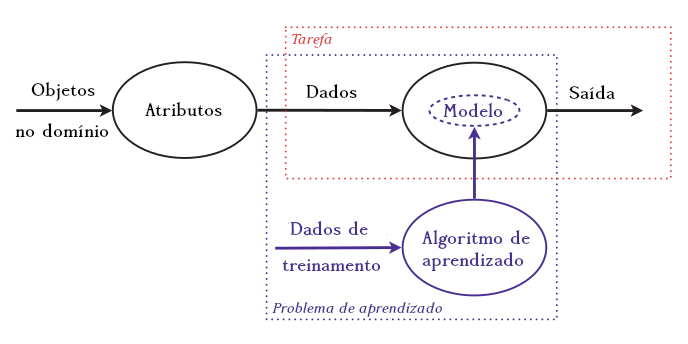 Tarefa
Objetos
no domínio
Atributos
Dados
Modelo
Saída
Dados de
treinamento
Algoritmo de
aprendizado
Problema de aprendizado